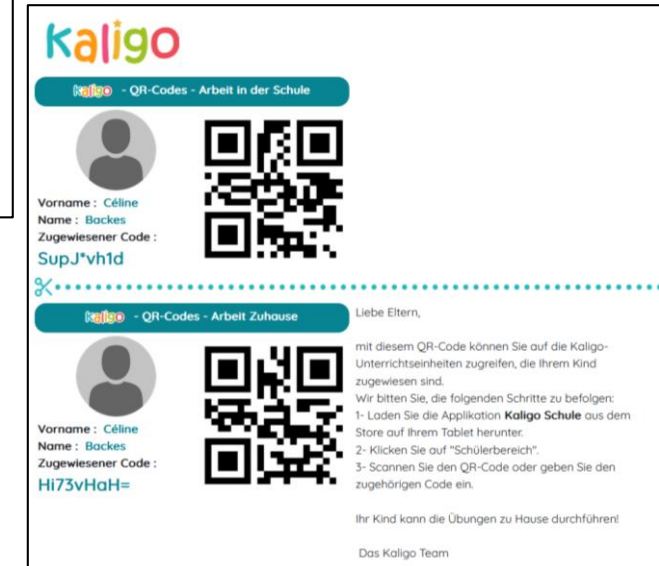 kaligo
kaligo - QR-Codes - Arbeit in der Schule
Vorname : Céline
Name : Backes
Zugewiesener Code :
SupJ*vh1d
kaligo - QR-Codes - Arbeit Zuhause
Vorname : Céline
Name : Backes
Zugewiesener Code :
Hi73vHaH=
Liebe Eltern,
mit diesem QR-Code können Sie auf die Kaligo-
Unterrichtseinheiten zugreifen, die Ihrem Kind
zugewiesen sind.
Wir bitten Sie, die folgenden Schritte zu befolgen:
1- Laden Sie die Applikation Kaligo Schule aus dem
Store auf Ihrem Tablet herunter.
2- Klicken Sie auf "Schülerbereich".
3- Scannen Sie den QR-Code oder geben Sie den
zugehörigen Code ein.
Ihr Kind kann die Übungen zu Hause durchführen!
Das Kaligo Team